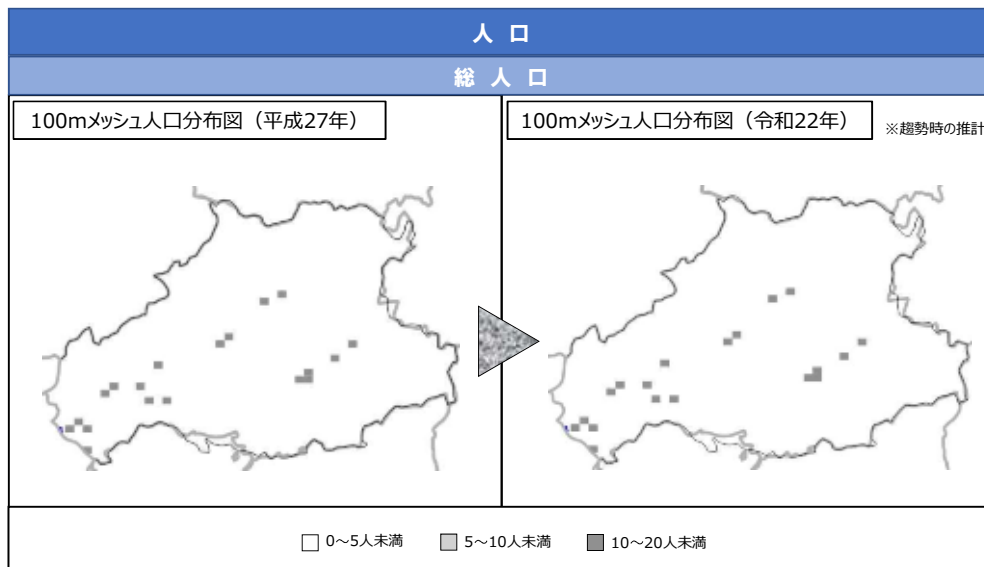 人 口
総 人 口
100mメッシュ人口分布図（平成27年）
100mメッシュ人口分布図（令和22年）
※趨勢時の推計
0～5人未満
5～10人未満
10～20人未満